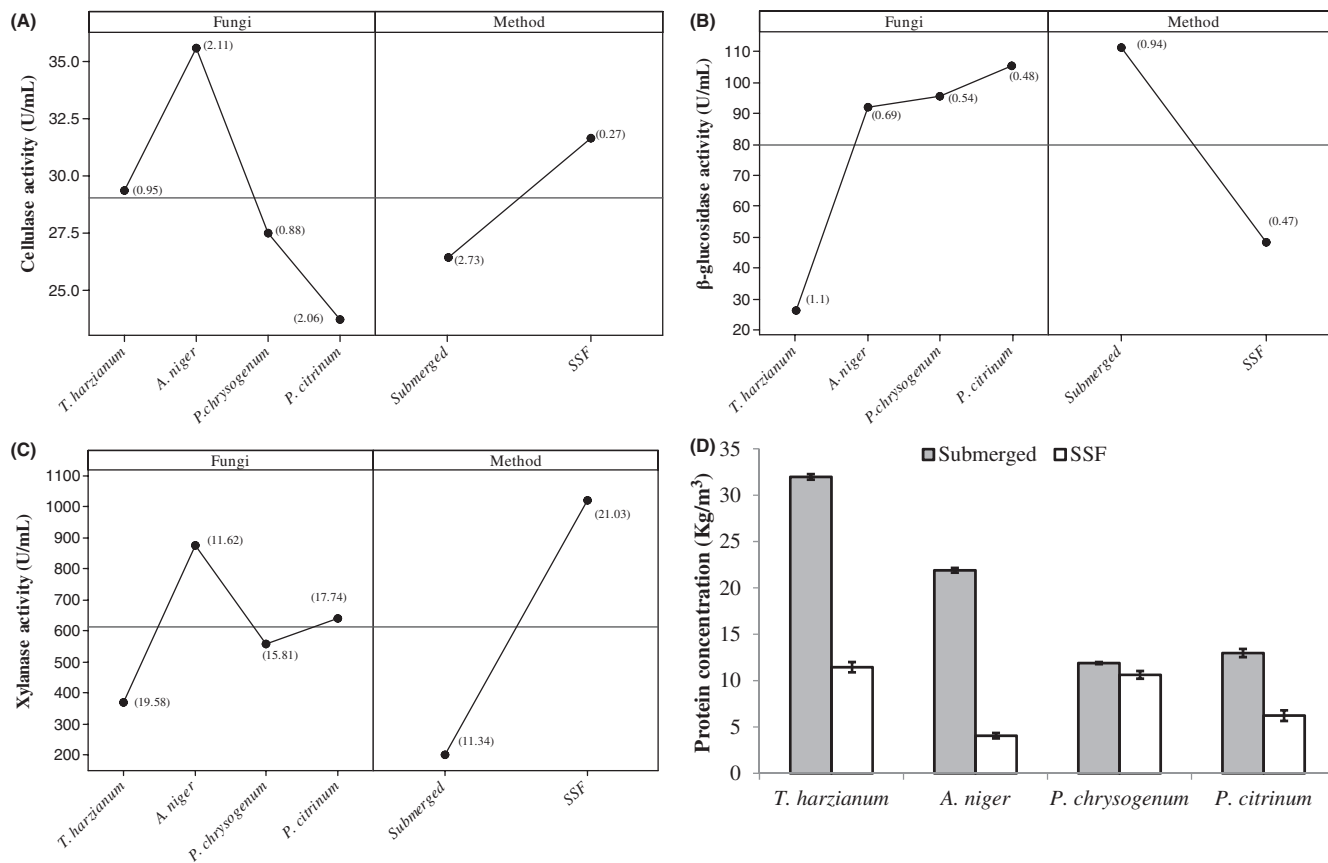 (A)
Fungi Method
Cellulase activity (U/mL)
35.0
32.5
30.0
27.5
25.0
(2.11)
(0.95)
(0.88)
(2.06)
(0.27)
(2.73)
T. harzianum
A. niger
P.chrysogenum
P. citrinum
Submerged
SSF
(B)
Fungi Method
β-glucosidase activity (U/mL)
110
100
90
80
70
60
50
40
30
20
(0.94)
(0.48)
(0.54)
(0.69)
(0.47)
(1.1)
T. harzianum
A. niger
P.chrysogenum
P. citrinum
Submerged
SSF
(C)
Fungi Method
Xylanase activity (U/mL)
1100
1000
900
800
700
600
500
400
300
200
(11.62)
(21.03)
(17.74)
(15.81)
(19.58)
(11.34)
T. harzianum
A. niger
P. chrysogenum
P. citrinum
Submerged
SSF
(D)
Submerged SSF
Protein concentration (Kg/m³)
35
30
25
20
15
10
5
0
T. harzianum A. niger P. chrysogenum P. citrinum